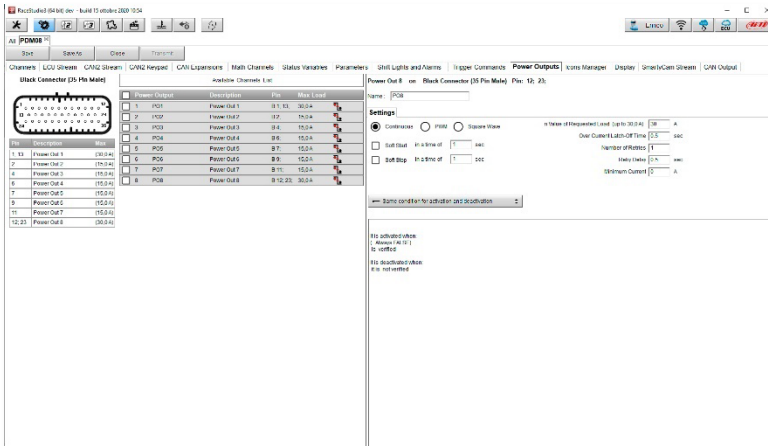 RaceStudio3 (64 bit) dev - build 15 ottobre 2020 10:54
Enrico
All PDM08
Save Save As Close Transmit
Channels ECU Stream CAN2 Stream CAN2 Keypad CAN Expansions Math Channels Status Variables Parameters Shift Lights and Alarms Trigger Commands Power Outputs Icons Manager Display SmartyCam Stream CAN Output
Black Connector (35 Pin Male)
Pin Description Max
1; 13 Power Out 1 (30,0 A)
2 Power Out 2 (15,0 A)
4 Power Out 3 (15,0 A)
6 Power Out 4 (15,0 A)
7 Power Out 5 (15,0 A)
9 Power Out 6 (15,0 A)
11 Power Out 7 (15,0 A)
12; 23 Power Out 8 (30,0 A)
Available Channels List
Power Output Description Pin Max Load
1 PO1 Power Out 1 B 1; 13; 30,0 A
2 PO2 Power Out 2 B 2; 15,0 A
3 PO3 Power Out 3 B 4; 15,0 A
4 PO4 Power Out 4 B 6; 15,0 A
5 PO5 Power Out 5 B 7; 15,0 A
6 PO6 Power Out 6 B 9; 15,0 A
7 PO7 Power Out 7 B 11; 15,0 A
8 PO8 Power Out 8 B 12; 23; 30,0 A
Power Out 8 on Black Connector (35 Pin Male) Pin: 12; 23;
Name: PO8
Settings
Continuous PWM Square Wave
Soft Start in a time of 1 sec
Soft Stop in a time of 1 sec
n Value of Requested Load (up to 30,0 A) 30 A
Over Current Latch-Off Time 0.5 sec
Number of Retries 1
Retry Delay 0.5 sec
Minimum Current 0 A
Same condition for activation and deactivation
It is activated when:
( Always FALSE )
is verified
It is deactivated when:
it is not verified